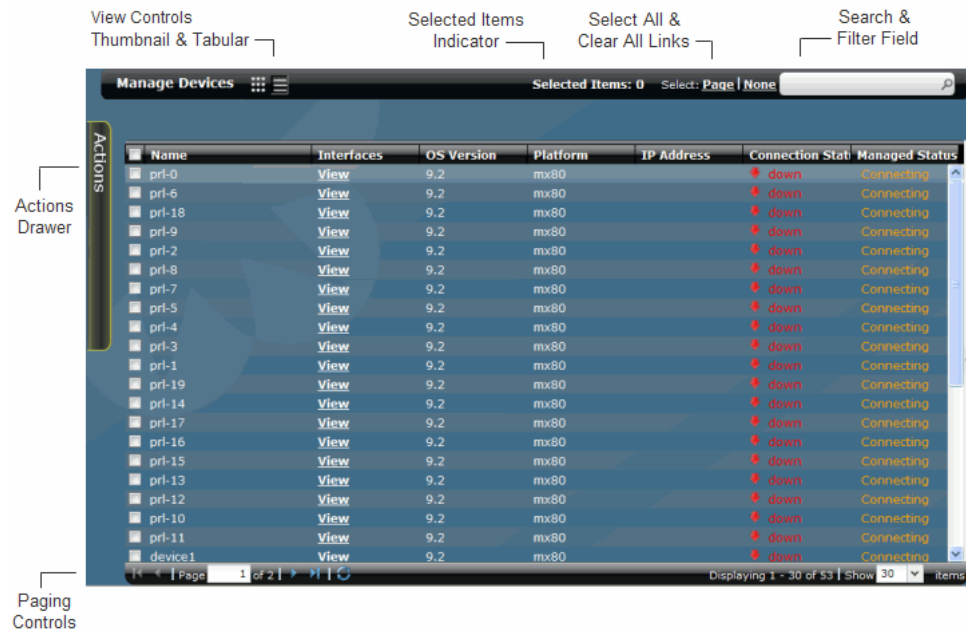 View Controls
Thumbnail & Tabular
Selected Items
Indicator
Select All &
Clear All Links
Search &
Filter Field
Manage Devices
Selected Items: 0 Select: Page | None
Actions
Actions
Drawer
Name Interfaces OS Version Platform IP Address Connection Stat Managed Status
prl-0 View 9.2 mx80 down Connecting
prl-6 View 9.2 mx80 down Connecting
prl-18 View 9.2 mx80 down Connecting
prl-9 View 9.2 mx80 down Connecting
prl-2 View 9.2 mx80 down Connecting
prl-8 View 9.2 mx80 down Connecting
prl-7 View 9.2 mx80 down Connecting
prl-5 View 9.2 mx80 down Connecting
prl-4 View 9.2 mx80 down Connecting
prl-3 View 9.2 mx80 down Connecting
prl-1 View 9.2 mx80 down Connecting
prl-19 View 9.2 mx80 down Connecting
prl-14 View 9.2 mx80 down Connecting
prl-17 View 9.2 mx80 down Connecting
prl-16 View 9.2 mx80 down Connecting
prl-15 View 9.2 mx80 down Connecting
prl-13 View 9.2 mx80 down Connecting
prl-12 View 9.2 mx80 down Connecting
prl-10 View 9.2 mx80 down Connecting
prl-11 View 9.2 mx80 down Connecting
device1 View 9.2 mx80 down Connecting
Page 1 of 2 | Displaying 1 - 30 of 53 | Show 30 items
Paging
Controls